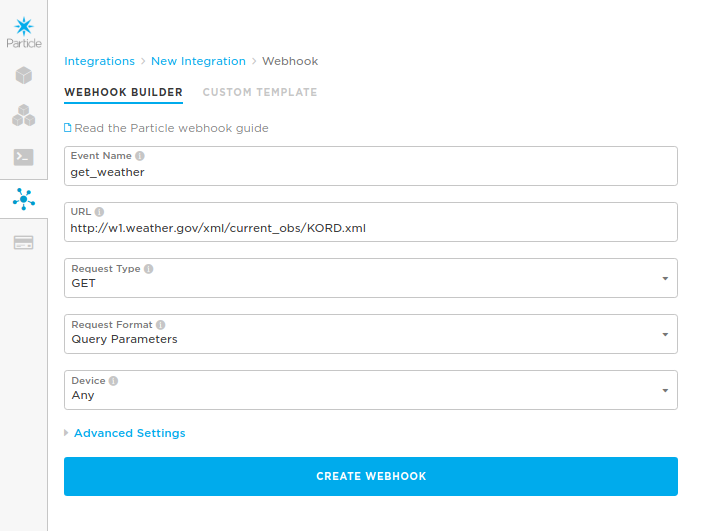 Particle
Integrations > New Integration > Webhook
WEBHOOK BUILDER CUSTOM TEMPLATE
Read the Particle webhook guide
Event Name
get_weather
URL
http://w1.weather.gov/xml/current_obs/KORD.xml
Request Type
GET
Request Format
Query Parameters
Device
Any
Advanced Settings
CREATE WEBHOOK